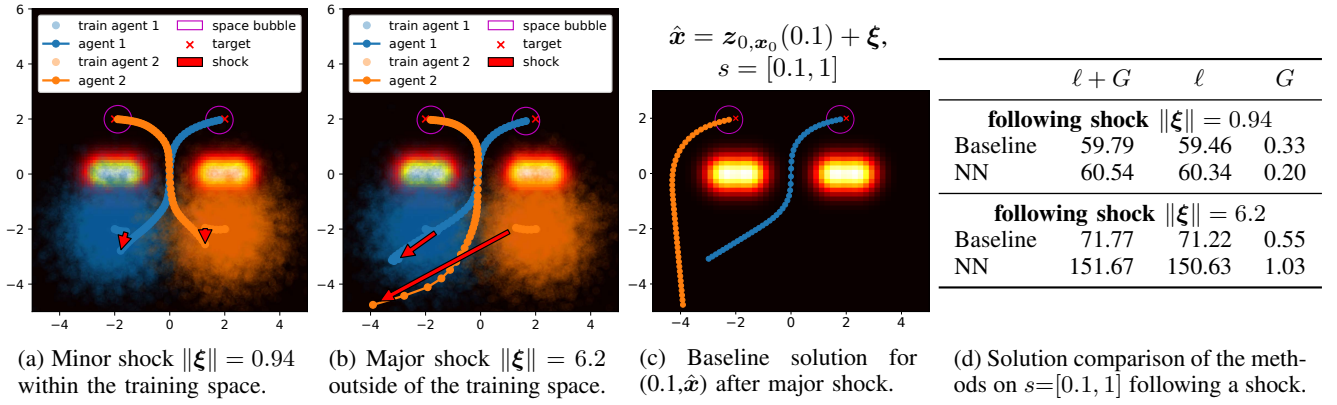 train agent 1
agent 1
train agent 2
agent 2
space bubble
target
shock
6
4
2
0
−2
−4
−4 −2 0 2 4
(a) Minor shock ∥ξ∥ = 0.94
within the training space.
train agent 1
agent 1
train agent 2
agent 2
space bubble
target
shock
6
4
2
0
−2
−4
−4 −2 0 2 4
(b) Major shock ∥ξ∥ = 6.2
outside of the training space.
x̂ = z₀,ₓ₀(0.1) + ξ,
s = [0.1, 1]
2
0
−2
−4
−4 −2 0 2 4
(c) Baseline solution for
(0.1,x̂) after major shock.
ℓ + G ℓ G
following shock ∥ξ∥ = 0.94
Baseline 59.79 59.46 0.33
NN 60.54 60.34 0.20
following shock ∥ξ∥ = 6.2
Baseline 71.77 71.22 0.55
NN 151.67 150.63 1.03
(d) Solution comparison of the meth-
ods on s=[0.1, 1] following a shock.